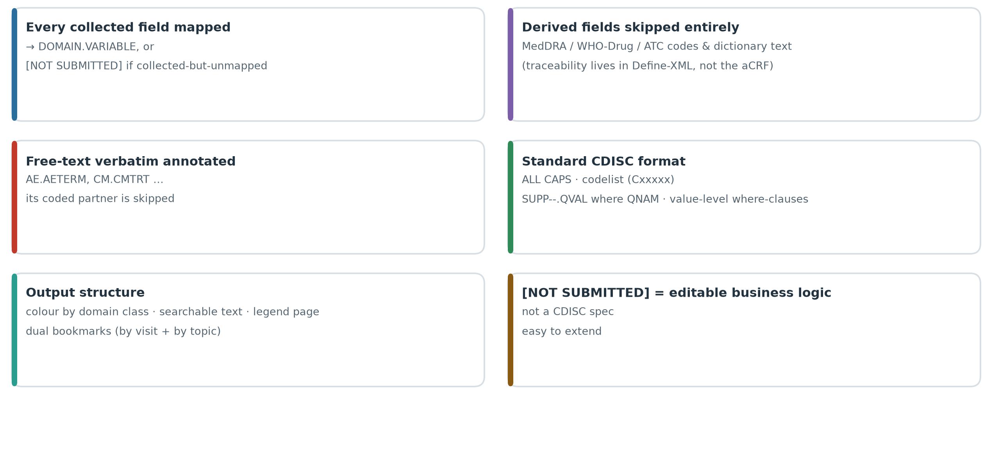 Every collected field mapped
→ DOMAIN.VARIABLE, or
[NOT SUBMITTED] if collected-but-unmapped
Derived fields skipped entirely
MedDRA / WHO-Drug / ATC codes & dictionary text
(traceability lives in Define-XML, not the aCRF)
Free-text verbatim annotated
AE.AETERM, CM.CMTRT …
its coded partner is skipped
Standard CDISC format
ALL CAPS · codelist (Cxxxxx)
SUPP--.QVAL where QNAM · value-level where-clauses
Output structure
colour by domain class · searchable text · legend page
dual bookmarks (by visit + by topic)
[NOT SUBMITTED] = editable business logic
not a CDISC spec
easy to extend